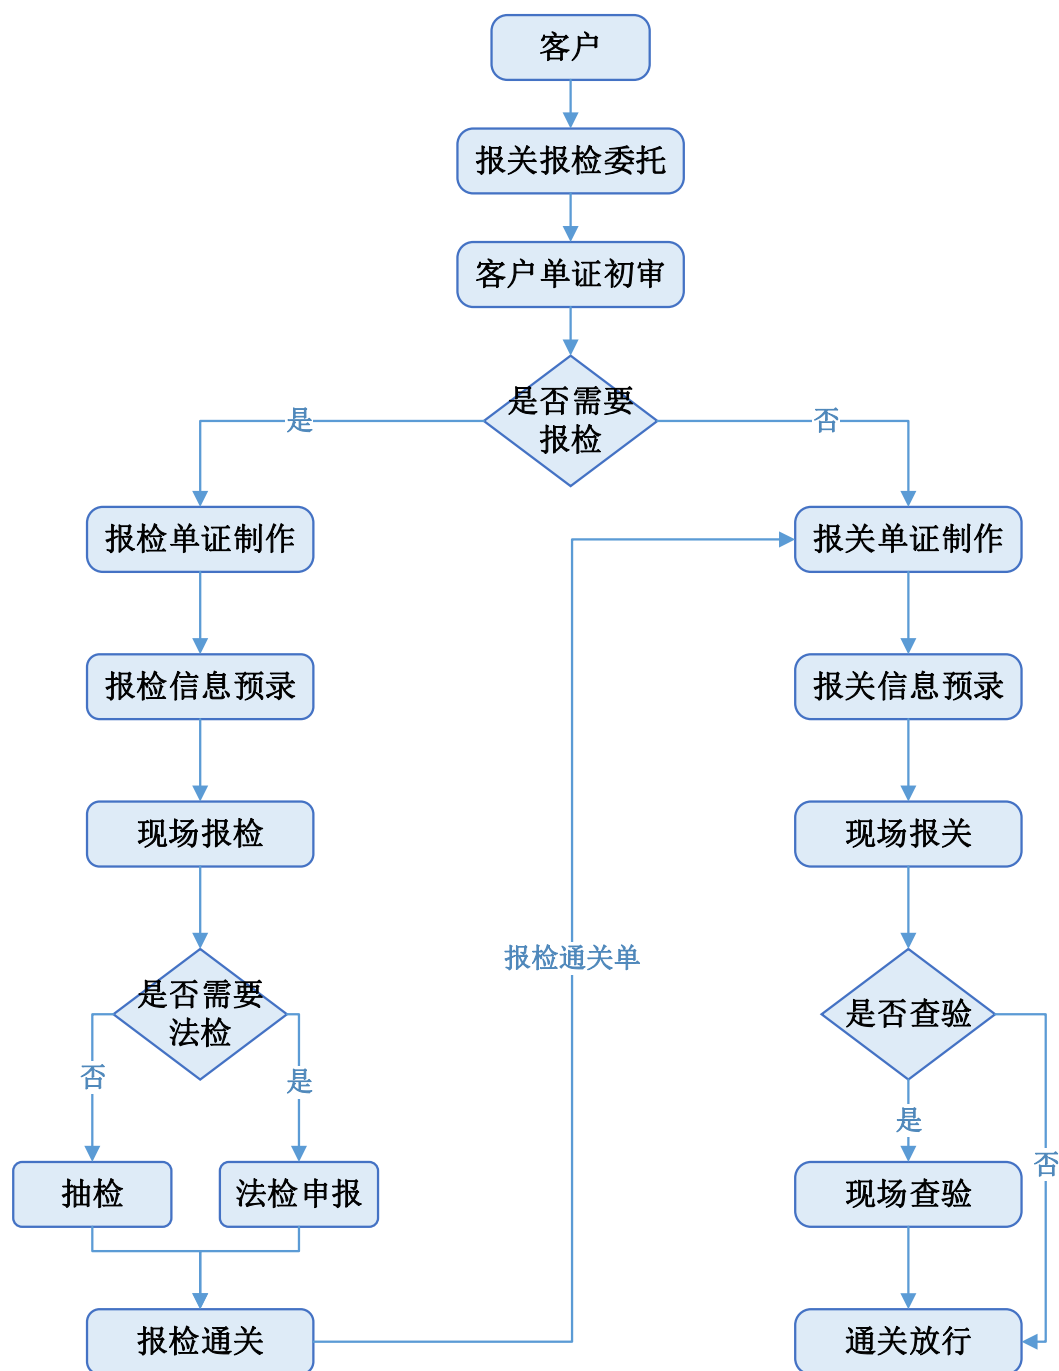 客户
报关报检委托
客户单证初审
是否需要
报检
是
否
报检单证制作
报关单证制作
报检信息预录
报关信息预录
现场报检
现场报关
报检通关单
是否需要
法检
是否查验
否
是
是
否
抽检
法检申报
现场查验
报检通关
通关放行